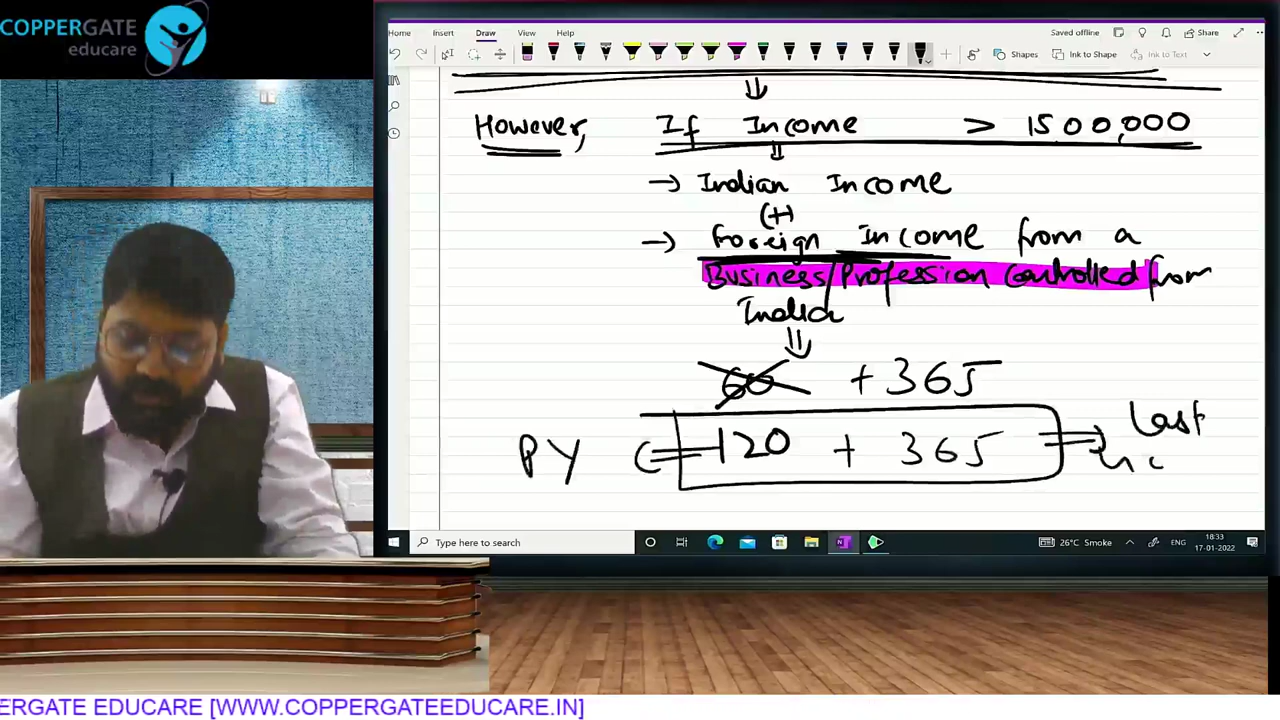 COPPERGATE
educare
Home Insert Draw View Help
Saved offline
Share
Shapes
Ink to Shape
Ink to Text
However, If Income > 1500,000
→ Indian Income
(+)
→ Foreign Income from a
Business/Profession Controlled from
India
60 + 365
PY 120 + 365
last
Type here to search
26°C Smoke
ENG
18:33
17-01-2022
ERGATE EDUCARE [WWW.COPPERGATEEDUCARE.IN]